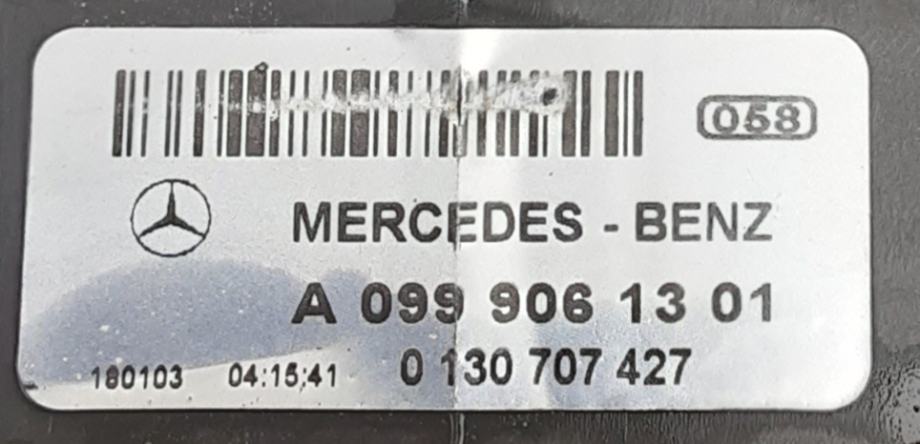 058
MERCEDES - BENZ
A 099 906 13 01
180103 04:15:41 0 130 707 427